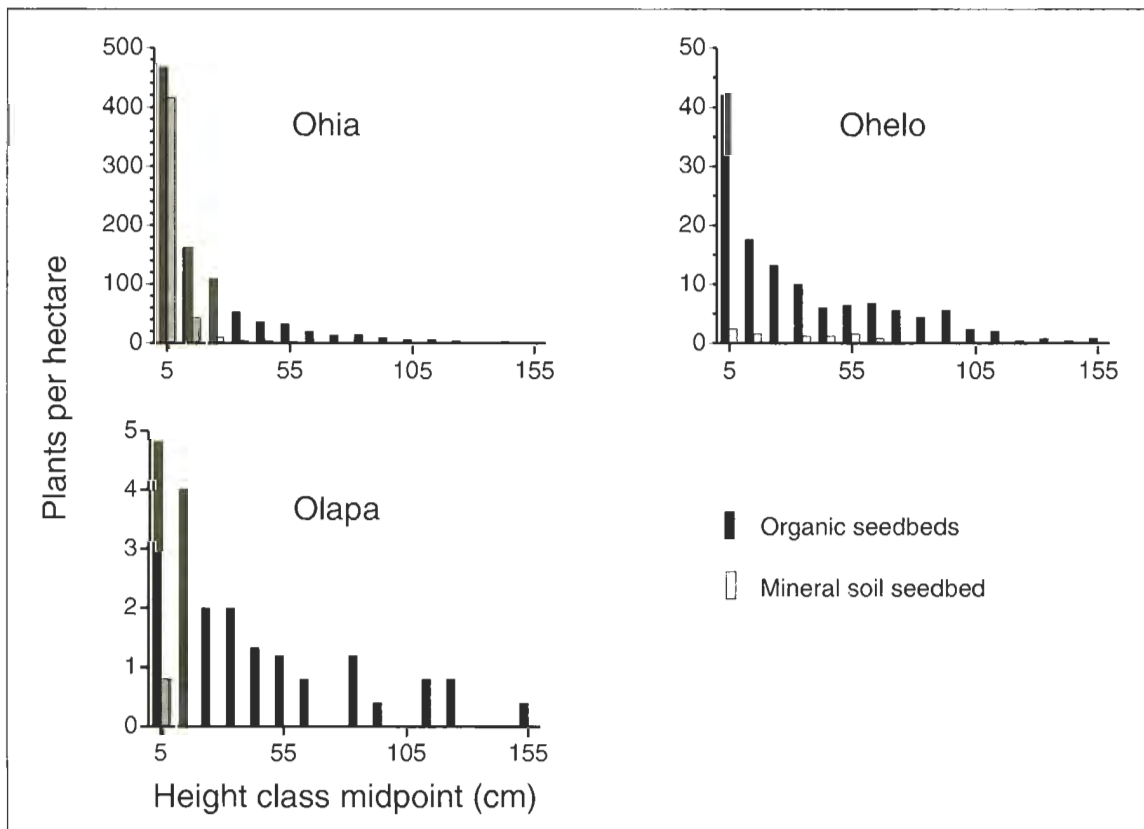 Plants per hectare
500
400
300
200
100
0
Ohia
5 55 105 155
50
40
30
20
10
0
Ohelo
5 55 105 155
5
4
3
2
1
0
Olapa
5 55 105 155
Height class midpoint (cm)
Organic seedbeds
Mineral soil seedbed